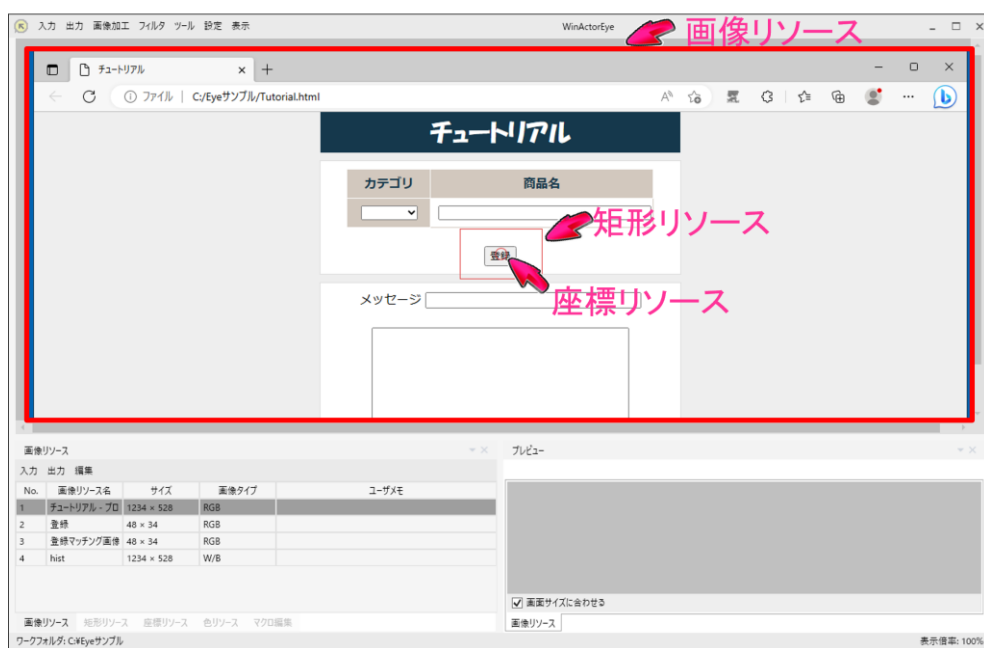 入力 出力 画像加工 フィルタ ツール 設定 表示 WinActorEye
画像リソース
チュートリアル
ファイル C:/Eyeサンプル/Tutorial.html
チュートリアル
カテゴリ 商品名
矩形リソース
登録
座標リソース
メッセージ
画像リソース
入力 出力 編集
No. 画像リソース名 サイズ 画像タイプ ユーザメモ
1 チュートリアル - プロ 1234 × 528 RGB
2 登録 48 × 34 RGB
3 登録マッチング画像 48 × 34 RGB
4 hist 1234 × 528 W/B
画像リソース 矩形リソース 座標リソース 色リソース マクロ編集
プレビュー
画面サイズに合わせる
画像リソース
ワークフォルダ: C:¥Eyeサンプル 表示倍率: 100%